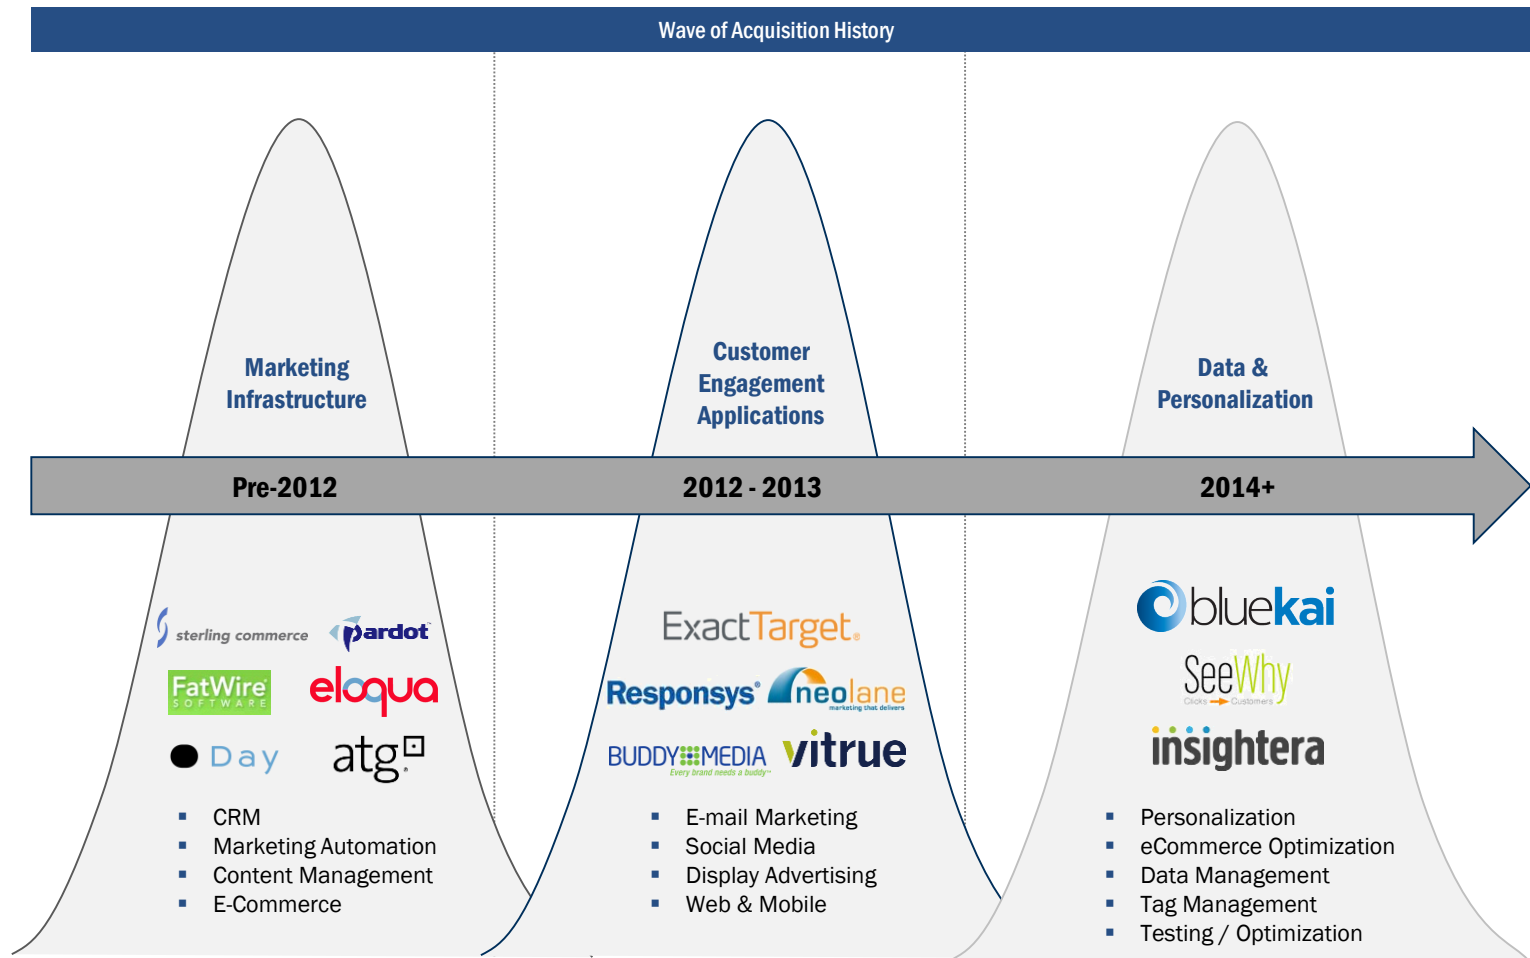 Wave of Acquisition History
Marketing
Infrastructure
Customer
Engagement
Applications
Data &
Personalization
Pre-2012
2012 - 2013
2014+
sterling commerce
pardot
FatWire
SOFTWARE
eloqua
Day
atg
CRM
Marketing Automation
Content Management
E-Commerce
ExactTarget®
Responsys®
neolane
marketing that delivers
BUDDY MEDIA
Every brand needs a buddy™
vitrue
E-mail Marketing
Social Media
Display Advertising
Web & Mobile
bluekai
SeeWhy
Clicks Customers
insightera
Personalization
eCommerce Optimization
Data Management
Tag Management
Testing / Optimization